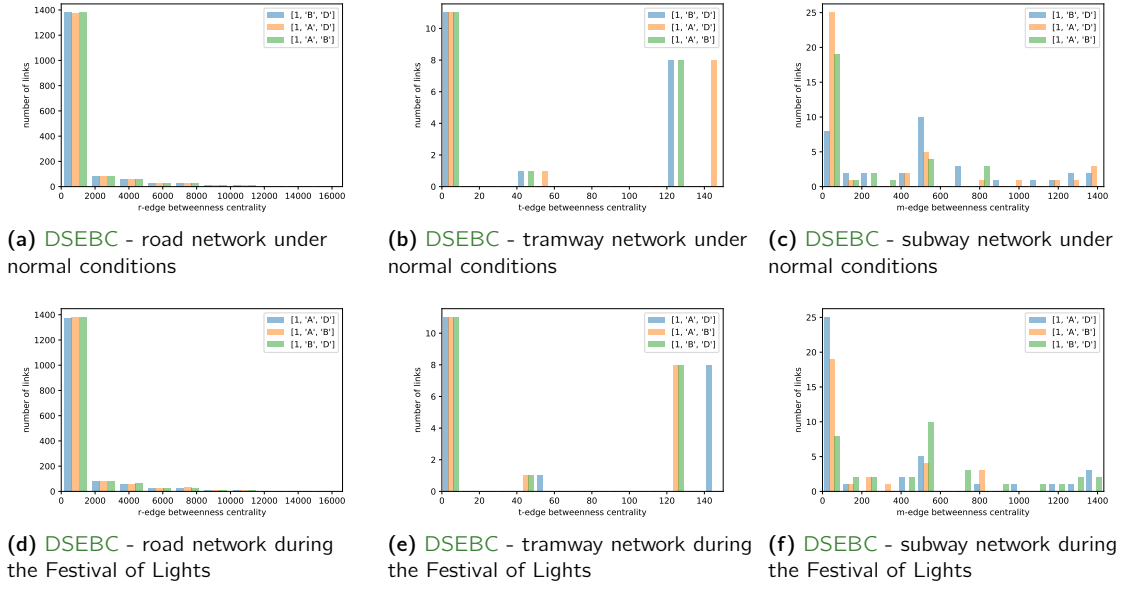 1400
1200
1000
800
600
400
200
0
number of links
[1, 'B', 'D']
[1, 'A', 'D']
[1, 'A', 'B']
0 2000 4000 6000 8000 10000 12000 14000 16000
r-edge betweenness centrality
(a) DSEBC - road network under
normal conditions
10
8
6
4
2
0
number of links
[1, 'B', 'D']
[1, 'A', 'D']
[1, 'A', 'B']
0 20 40 60 80 100 120 140
t-edge betweenness centrality
(b) DSEBC - tramway network under
normal conditions
25
20
15
10
5
0
number of links
[1, 'B', 'D']
[1, 'A', 'D']
[1, 'A', 'B']
0 200 400 600 800 1000 1200 1400
m-edge betweenness centrality
(c) DSEBC - subway network under
normal conditions
1400
1200
1000
800
600
400
200
0
number of links
[1, 'A', 'D']
[1, 'A', 'B']
[1, 'B', 'D']
0 2000 4000 6000 8000 10000 12000 14000 16000
r-edge betweenness centrality
(d) DSEBC - road network during
the Festival of Lights
10
8
6
4
2
0
number of links
[1, 'A', 'D']
[1, 'A', 'B']
[1, 'B', 'D']
0 20 40 60 80 100 120 140
t-edge betweenness centrality
(e) DSEBC - tramway network during
the Festival of Lights
25
20
15
10
5
0
number of links
[1, 'A', 'D']
[1, 'A', 'B']
[1, 'B', 'D']
0 200 400 600 800 1000 1200 1400
m-edge betweenness centrality
(f) DSEBC - subway network during
the Festival of Lights